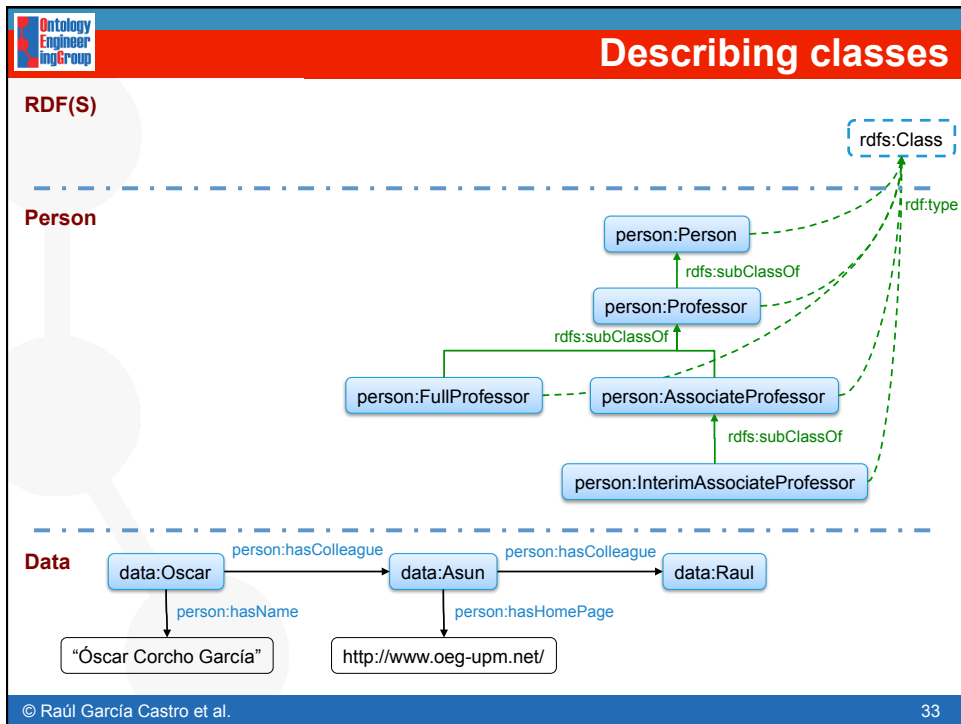 Ontology
Engineer
ingGroup
Describing classes
RDF(S)
rdfs:Class
rdf:type
Person
person:Person
rdfs:subClassOf
person:Professor
rdfs:subClassOf
person:FullProfessor
person:AssociateProfessor
rdfs:subClassOf
person:InterimAssociateProfessor
Data
person:hasColleague
person:hasColleague
data:Oscar
data:Asun
data:Raul
person:hasName
person:hasHomePage
“Óscar Corcho García”
http://www.oeg-upm.net/
© Raúl García Castro et al.
33